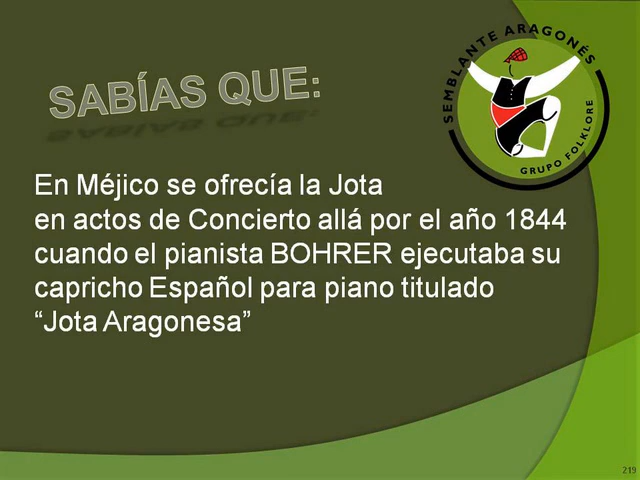 SEMBLANTE ARAGONÉS
GRUPO FOLKLORE
SABÍAS QUE:
En Méjico se ofrecía la Jota
en actos de Concierto allá por el año 1844
cuando el pianista BOHRER ejecutaba su
capricho Español para piano titulado
“Jota Aragonesa”
219